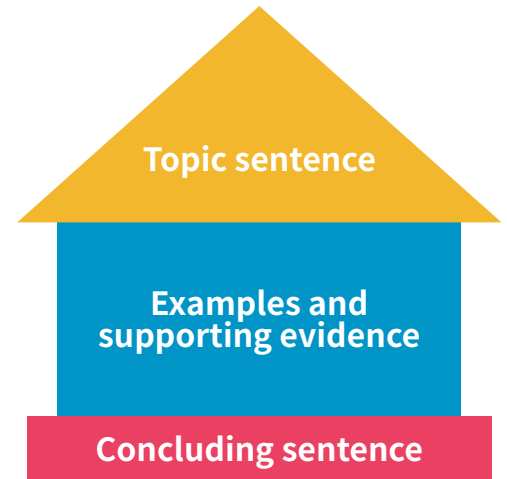 Topic sentence
Examples and
supporting evidence
Concluding sentence